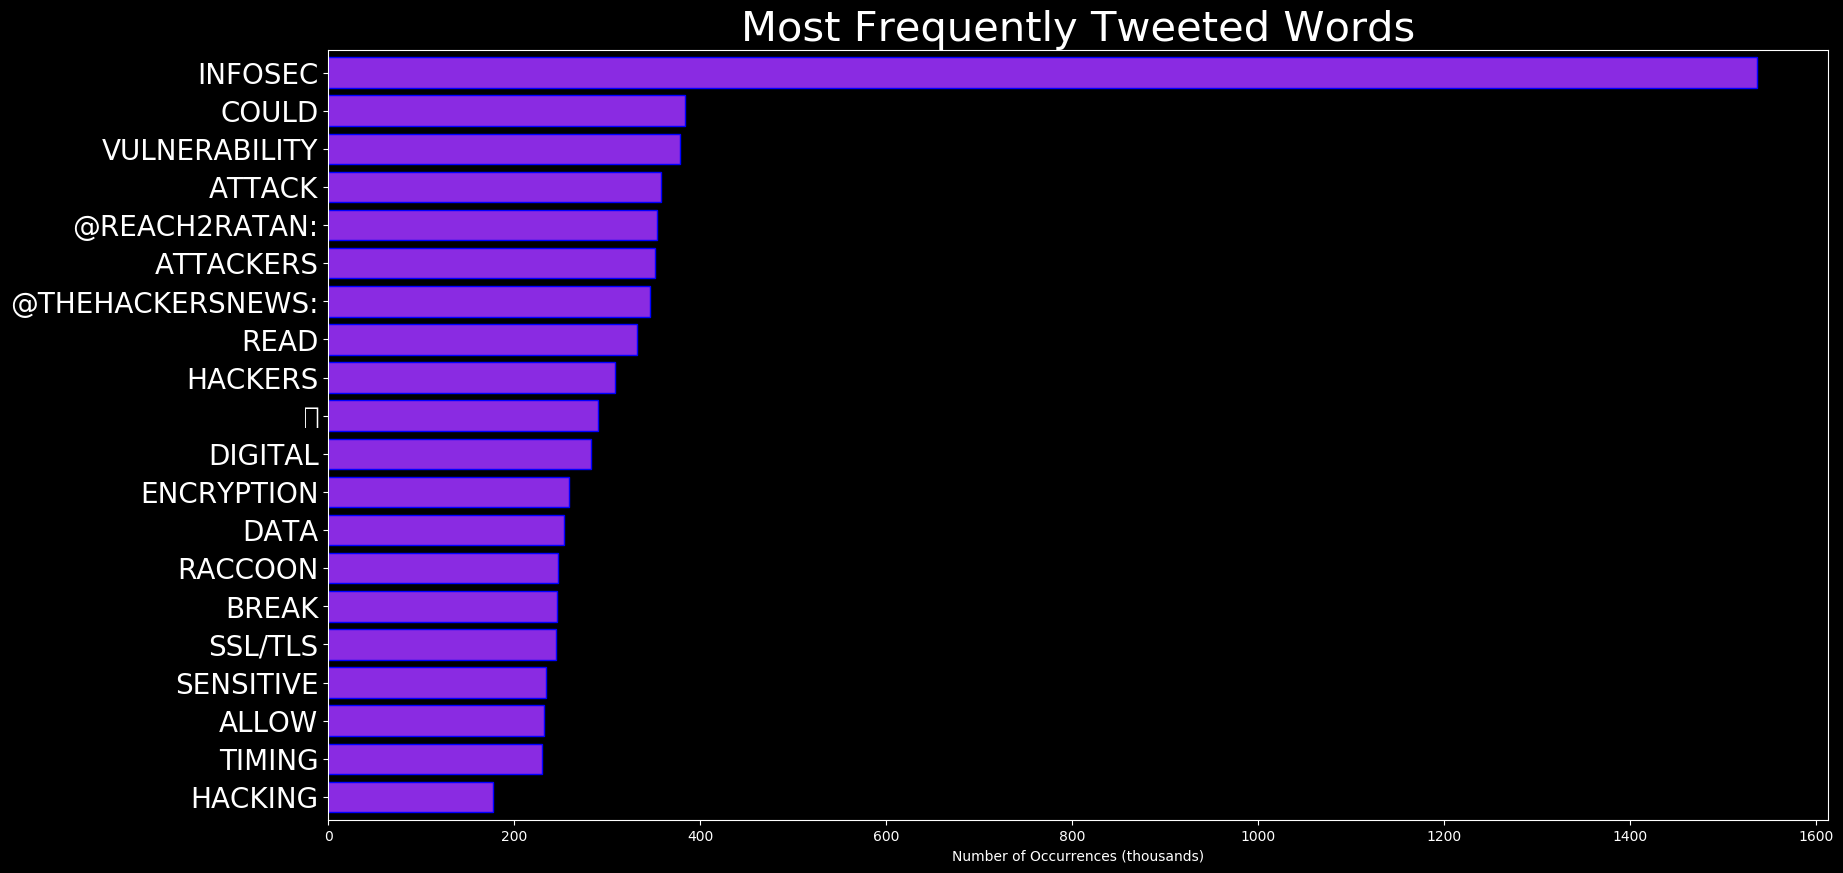 Most Frequently Tweeted Words
INFOSEC
COULD
VULNERABILITY
ATTACK
@REACH2RATAN:
ATTACKERS
@THEHACKERSNEWS:
READ
HACKERS
DIGITAL
ENCRYPTION
DATA
RACCOON
BREAK
SSL/TLS
SENSITIVE
ALLOW
TIMING
HACKING
0 200 400 600 800 1000 1200 1400 1600
Number of Occurrences (thousands)